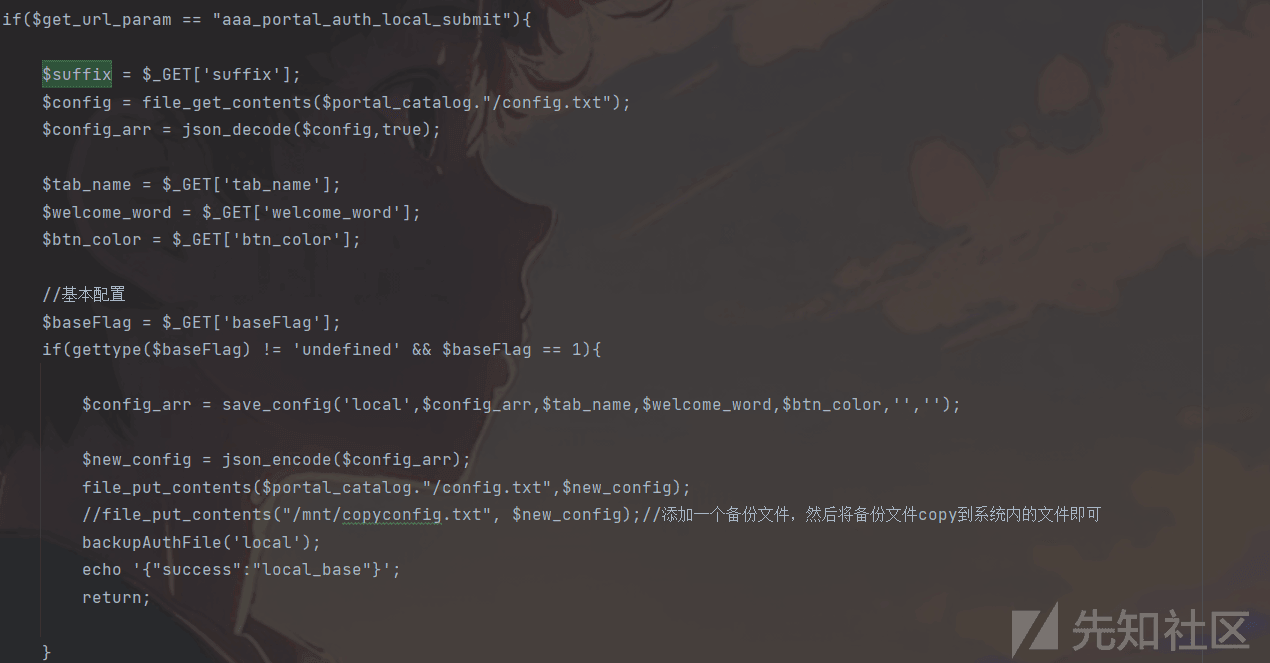 if($get_url_param == "aaa_portal_auth_local_submit"){
$suffix = $_GET['suffix'];
$config = file_get_contents($portal_catalog."/config.txt");
$config_arr = json_decode($config,true);
$tab_name = $_GET['tab_name'];
$welcome_word = $_GET['welcome_word'];
$btn_color = $_GET['btn_color'];
//基本配置
$baseFlag = $_GET['baseFlag'];
if(gettype($baseFlag) != 'undefined' && $baseFlag == 1){
$config_arr = save_config('local',$config_arr,$tab_name,$welcome_word,$btn_color,'','');
$new_config = json_encode($config_arr);
file_put_contents($portal_catalog."/config.txt",$new_config);
//file_put_contents("/mnt/copyconfig.txt", $new_config);//添加一个备份文件，然后将备份文件copy到系统内的文件即可
backupAuthFile('local');
echo '{"success":"local_base"}';
return;
}
先知社区